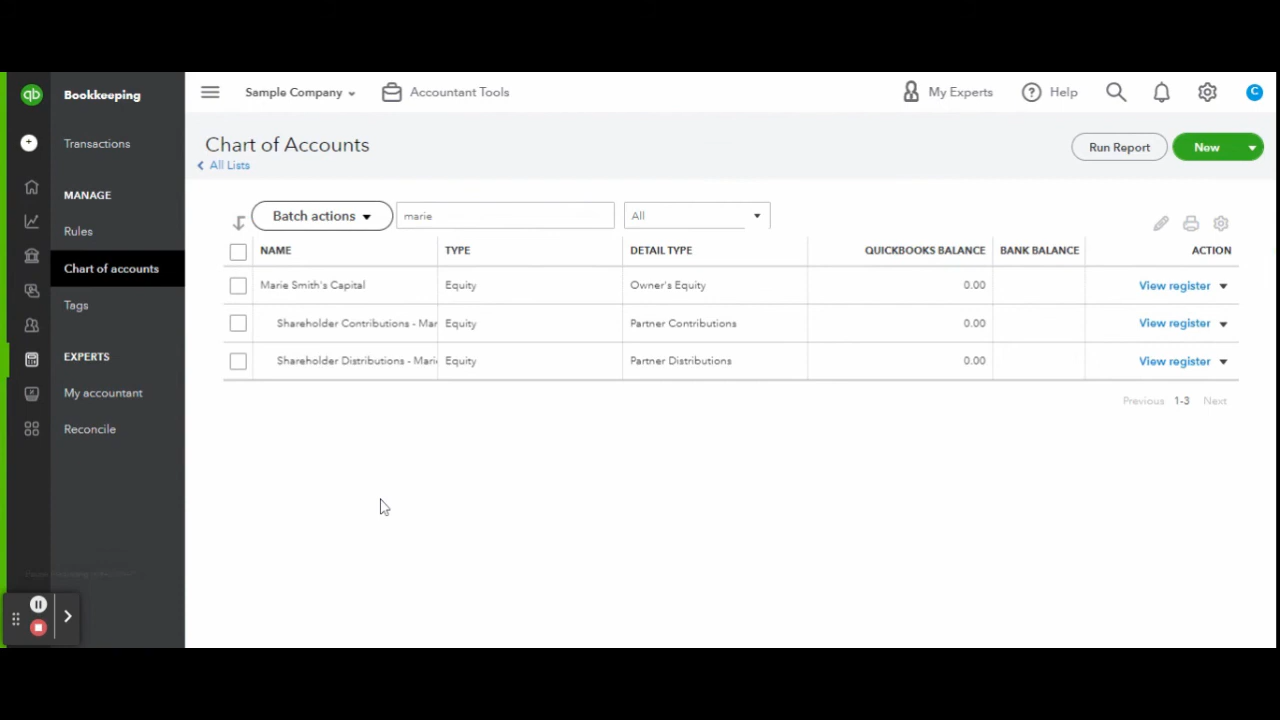 qb
Bookkeeping
Sample Company
Accountant Tools
My Experts
Help
C
Transactions
MANAGE
Rules
Chart of accounts
Tags
EXPERTS
My accountant
Reconcile
Chart of Accounts
All Lists
Run Report
New
Batch actions
marie
All
NAME TYPE DETAIL TYPE QUICKBOOKS BALANCE BANK BALANCE ACTION
Marie Smith's Capital Equity Owner's Equity 0.00 View register
Shareholder Contributions - Mar Equity Partner Contributions 0.00 View register
Shareholder Distributions - Marie Equity Partner Distributions 0.00 View register
Previous 1-3 Next